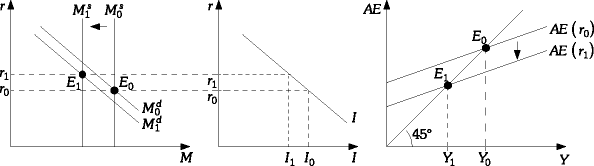 r
M₁ˢ
M₀ˢ
r₁
r₀
E₁
E₀
M₀ᵈ
M₁ᵈ
M
r
r₁
r₀
I
I₁
I₀
I
AE
E₀
E₁
AE (r₀)
AE (r₁)
45°
Y₁
Y₀
Y